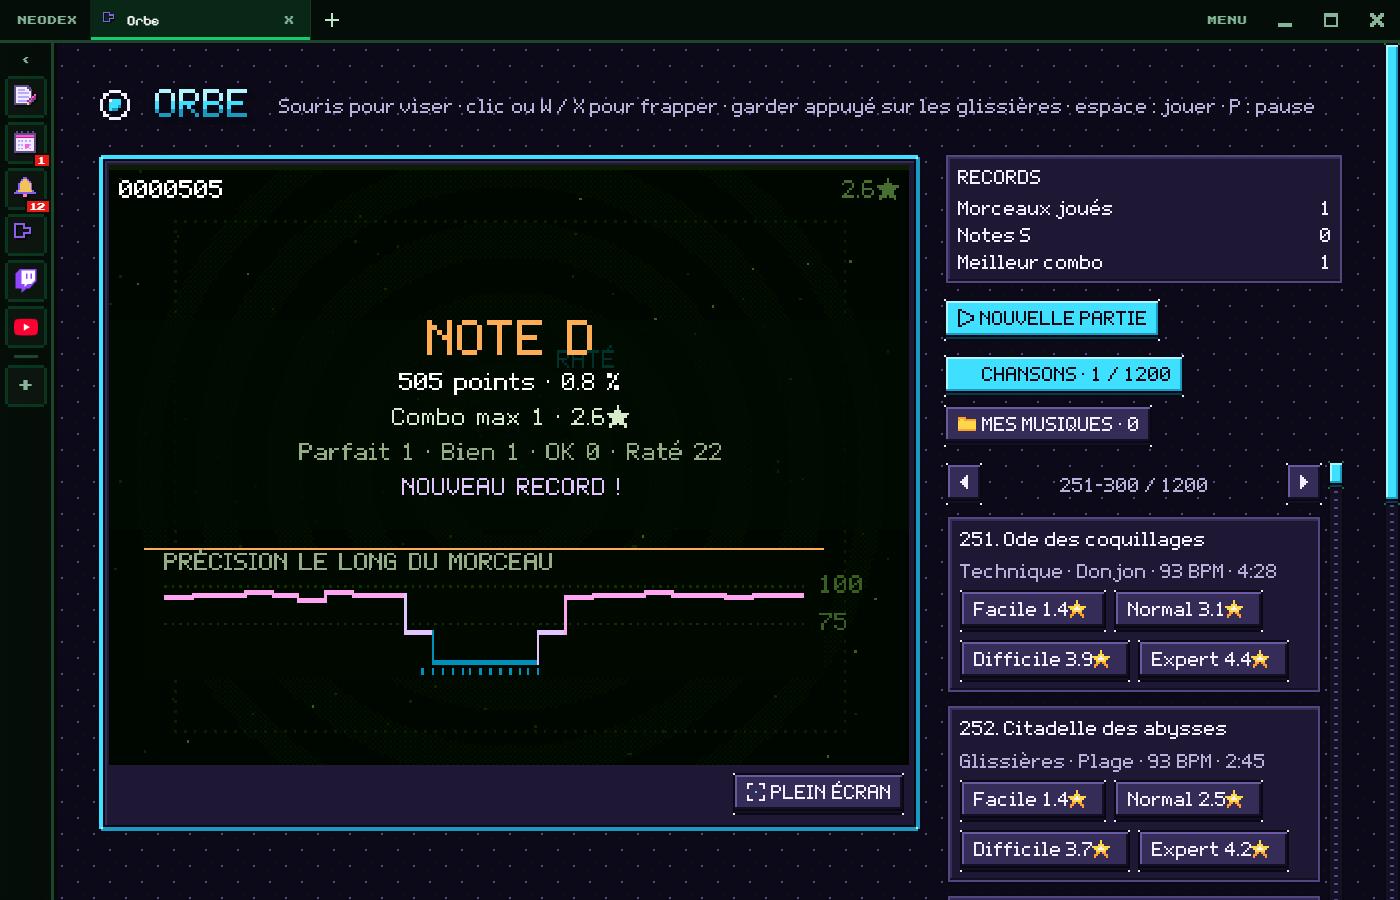 NEODEX
Orbe
MENU
1
12
ORBE
Souris pour viser · clic ou W / X pour frapper · garder appuyé sur les glissières · espace : jouer · P : pause
0000505
2.6★
NOTE D
RATÉ
505 points · 0.8 %
Combo max 1 · 2.6★
Parfait 1 · Bien 1 · OK 0 · Raté 22
NOUVEAU RECORD !
PRÉCISION LE LONG DU MORCEAU
100
75
PLEIN ÉCRAN
RECORDS
Morceaux joués 1
Notes S 0
Meilleur combo 1
NOUVELLE PARTIE
CHANSONS · 1 / 1200
MES MUSIQUES · 0
251-300 / 1200
251. Ode des coquillages
Technique · Donjon · 93 BPM · 4:28
Facile 1.4★ Normal 3.1★
Difficile 3.9★ Expert 4.4★
252. Citadelle des abysses
Glissières · Plage · 93 BPM · 2:45
Facile 1.4★ Normal 2.5★
Difficile 3.7★ Expert 4.2★